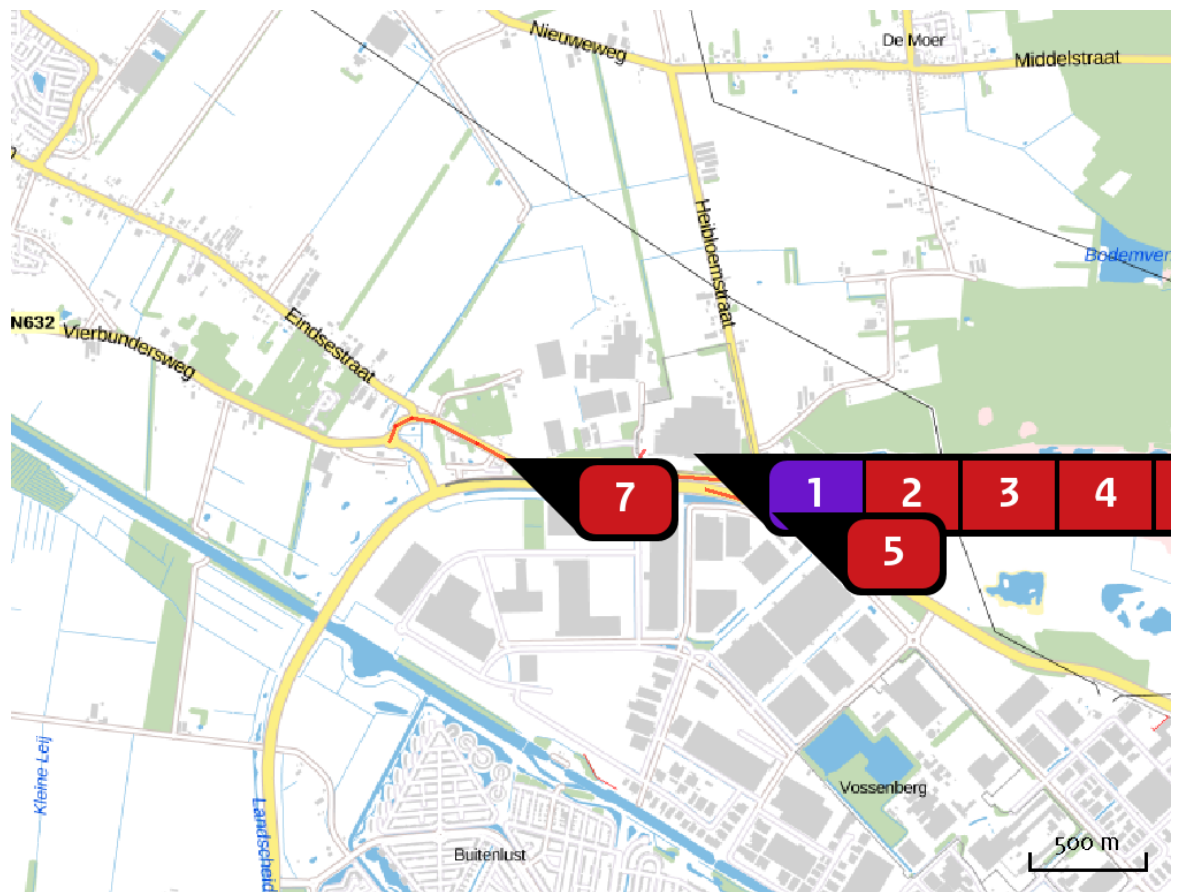 Nieuweweg
De Moer
Middelstraat
Heibloemstraat
N632
Vierbundersweg
Eindsestraat
7
1
2
3
4
5
Kleine Leij
Landscheid
Buitenlust
Vossenberg
500 m